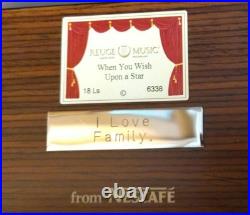 REUGE MUSIC
When You Wish
Upon a Star
18 Ls © 6338
I Love
Family.
from NESCAFÉ